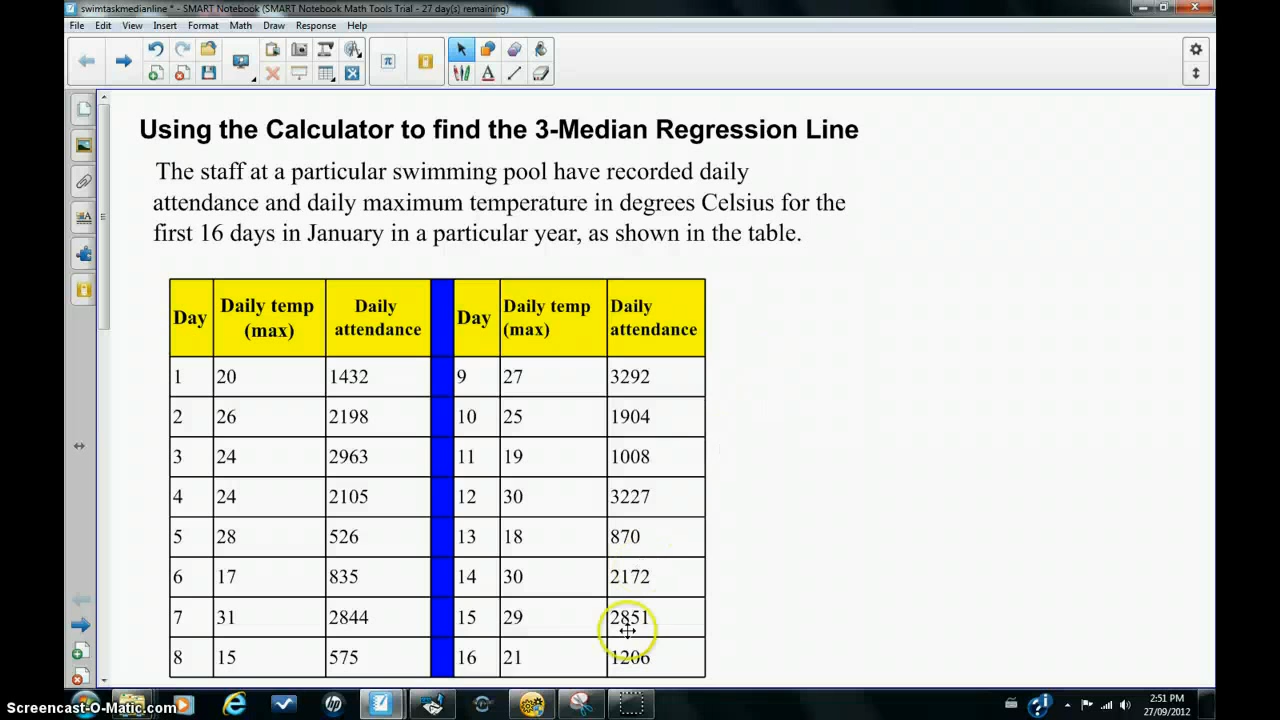 swimtaskmedianline * - SMART Notebook (SMART Notebook Math Tools Trial - 27 day(s) remaining)
File Edit View Insert Format Math Draw Response Help
Using the Calculator to find the 3-Median Regression Line
The staff at a particular swimming pool have recorded daily
attendance and daily maximum temperature in degrees Celsius for the
first 16 days in January in a particular year, as shown in the table.
Day Daily temp (max) Daily attendance Day Daily temp (max) Daily attendance
1 20 1432 9 27 3292
2 26 2198 10 25 1904
3 24 2963 11 19 1008
4 24 2105 12 30 3227
5 28 526 13 18 870
6 17 835 14 30 2172
7 31 2844 15 29 2851
8 15 575 16 21 1206
Screencast-O-Matic.com
2:51 PM
27/09/2012